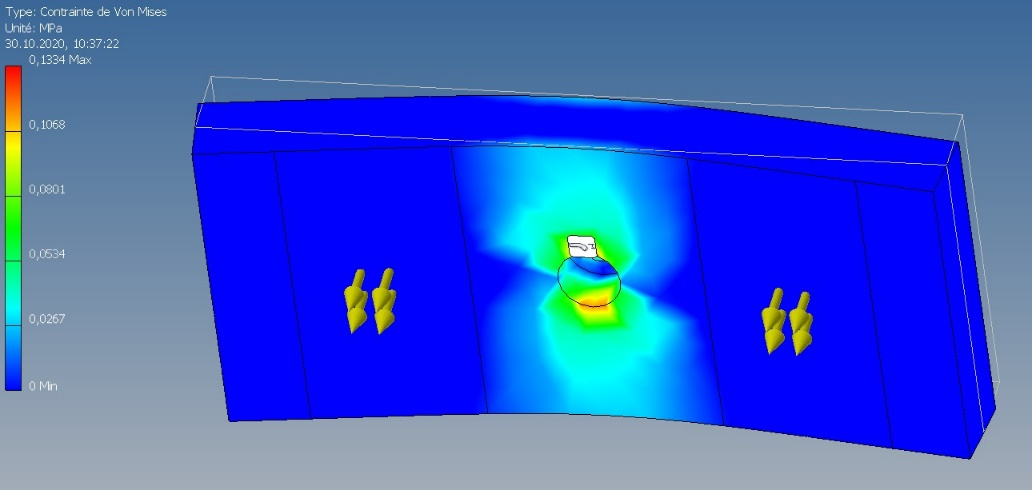 Type: Contrainte de Von Mises
Unité: MPa
30.10.2020, 10:37:22
0,1334 Max
0,1068
0,0801
0,0534
0,0267
0 Min